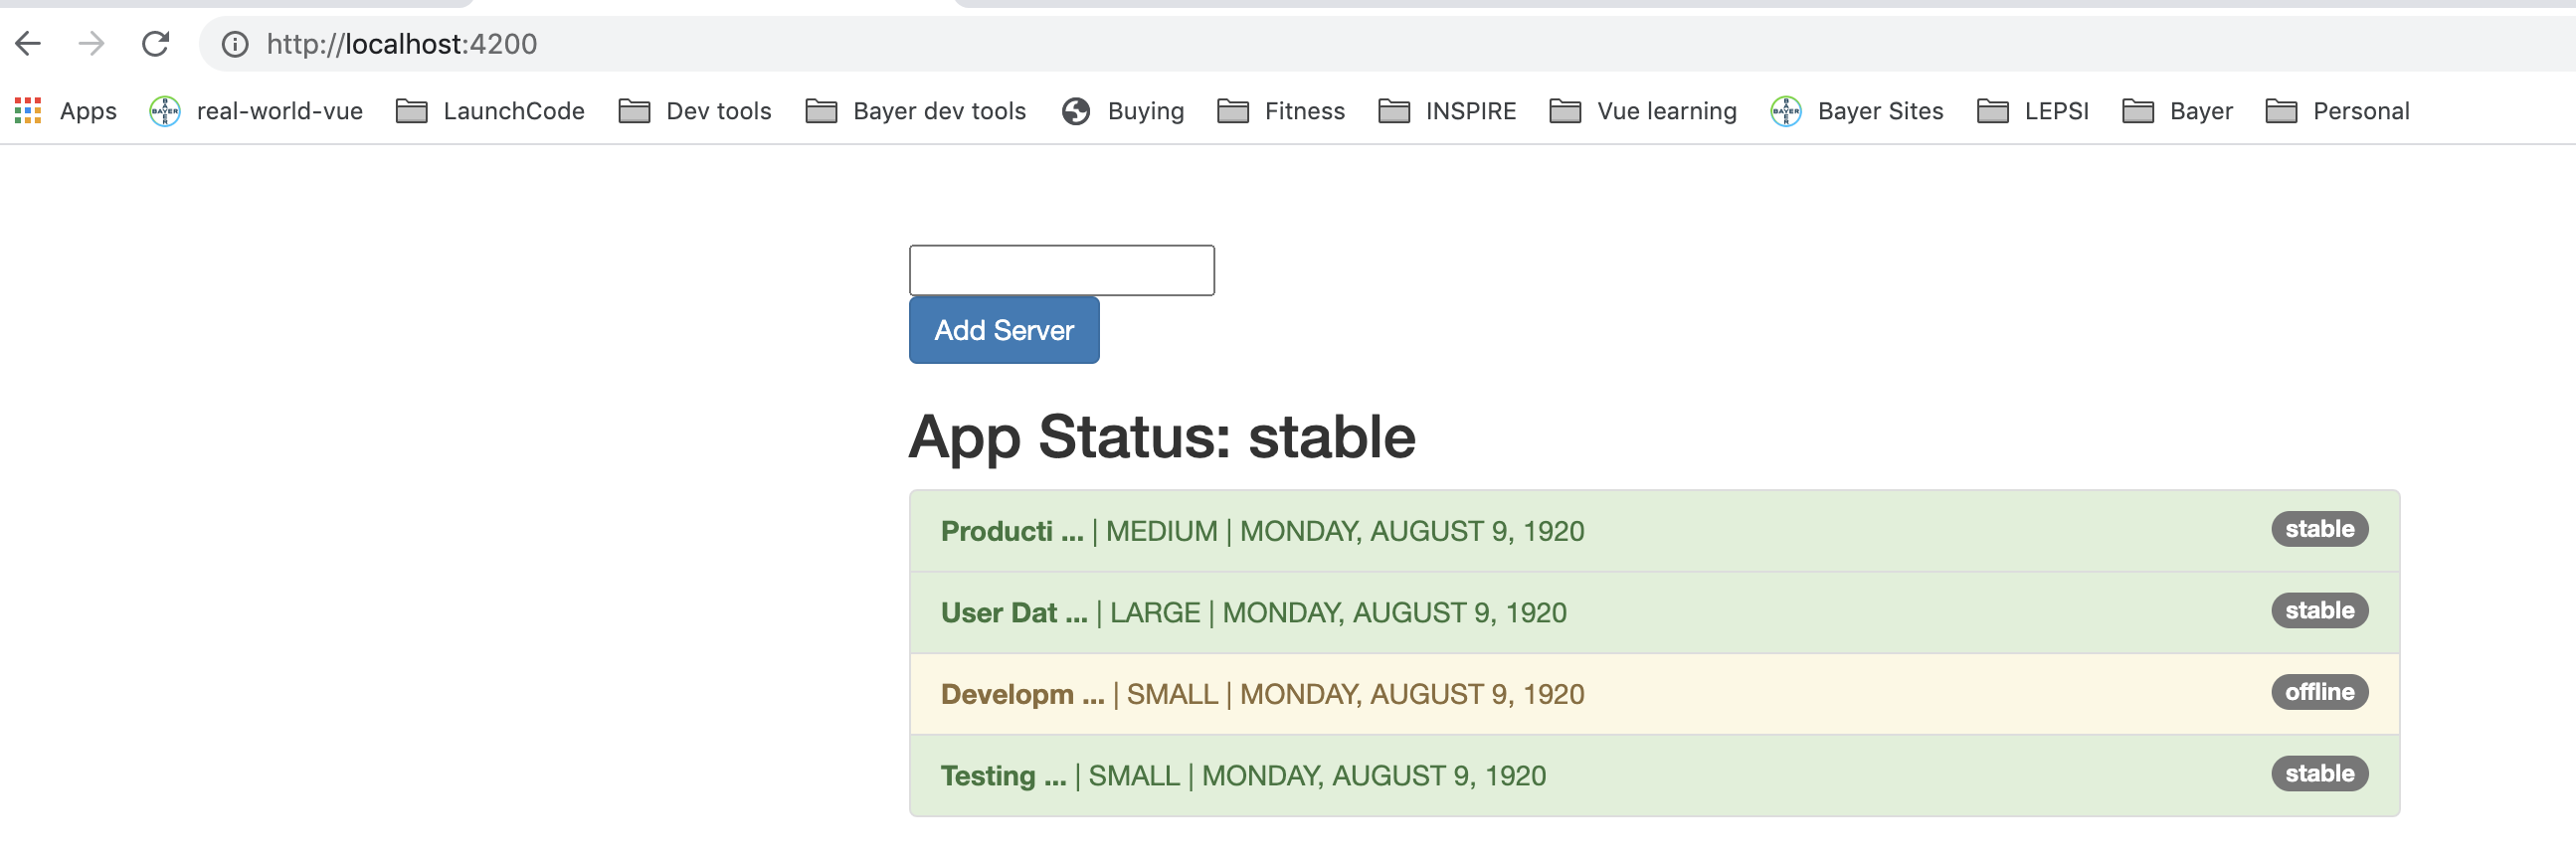 http://localhost:4200
Apps real-world-vue LaunchCode Dev tools Bayer dev tools Buying Fitness INSPIRE Vue learning Bayer Sites LEPSI Bayer Personal
Add Server
App Status: stable
Producti ... | MEDIUM | MONDAY, AUGUST 9, 1920 stable
User Dat ... | LARGE | MONDAY, AUGUST 9, 1920 stable
Developm ... | SMALL | MONDAY, AUGUST 9, 1920 offline
Testing ... | SMALL | MONDAY, AUGUST 9, 1920 stable